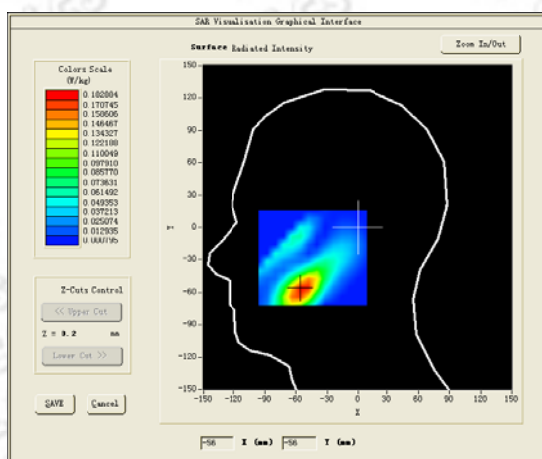 SAR Visualisation Graphical Interface
Surface Radiated Intensity
Zoom In/Out
Colors Scale
(W/kg)
0.182884
0.170745
0.158606
0.146467
0.134327
0.122188
0.110049
0.097910
0.085770
0.073631
0.061492
0.049353
0.037213
0.025074
0.012935
0.000795
Z-Cuts Control
<< Upper Cut
Z = 0.2 mm
Lower Cut >>
SAVE
Cancel
150
120
90
60
30
0
-30
-60
-90
-120
-150
Y
-150 -120 -90 -60 -30 0 30 60 90 120 150
X
-56 X (mm) -56 Y (mm)